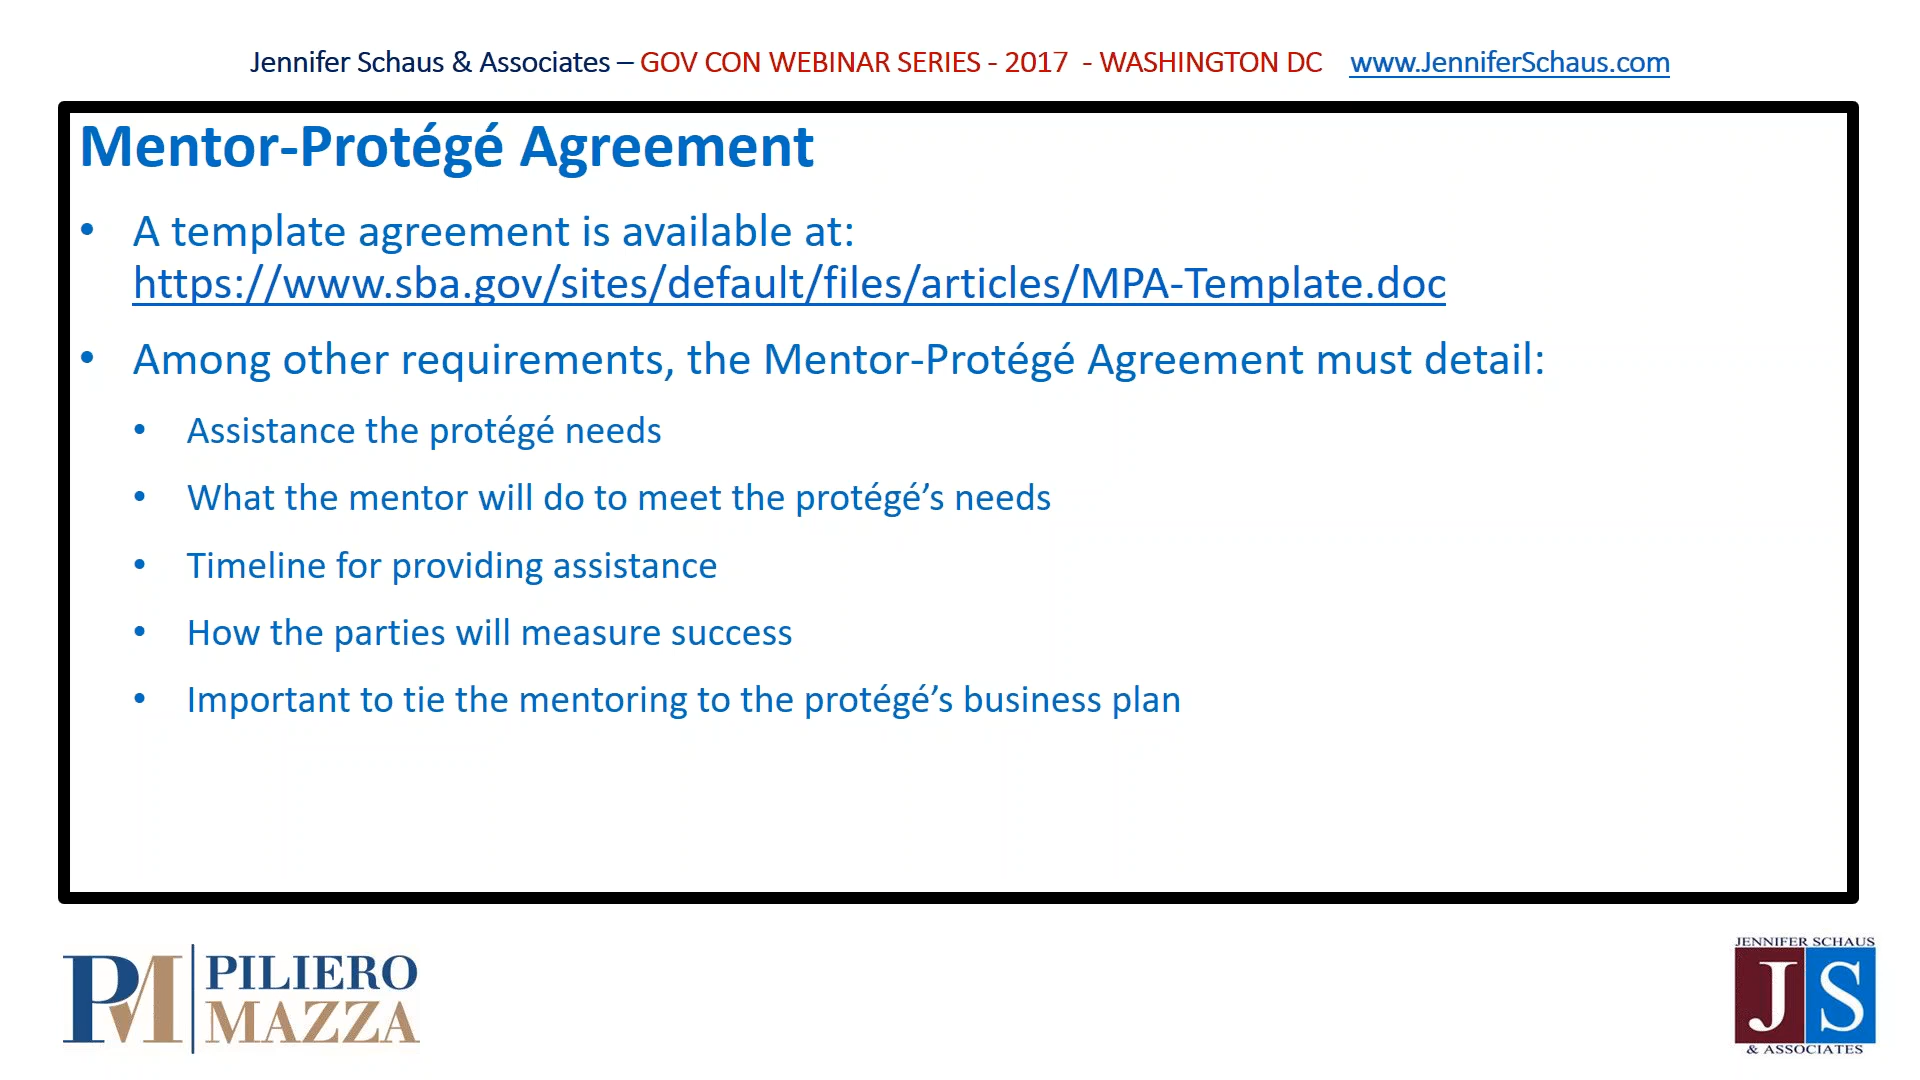 Jennifer Schaus & Associates – GOV CON WEBINAR SERIES - 2017 - WASHINGTON DC www.JenniferSchaus.com
Mentor-Protégé Agreement
• A template agreement is available at:
https://www.sba.gov/sites/default/files/articles/MPA-Template.doc
• Among other requirements, the Mentor-Protégé Agreement must detail:
• Assistance the protégé needs
• What the mentor will do to meet the protégé’s needs
• Timeline for providing assistance
• How the parties will measure success
• Important to tie the mentoring to the protégé’s business plan
PM PILIERO
MAZZA
JENNIFER SCHAUS
JS
& ASSOCIATES